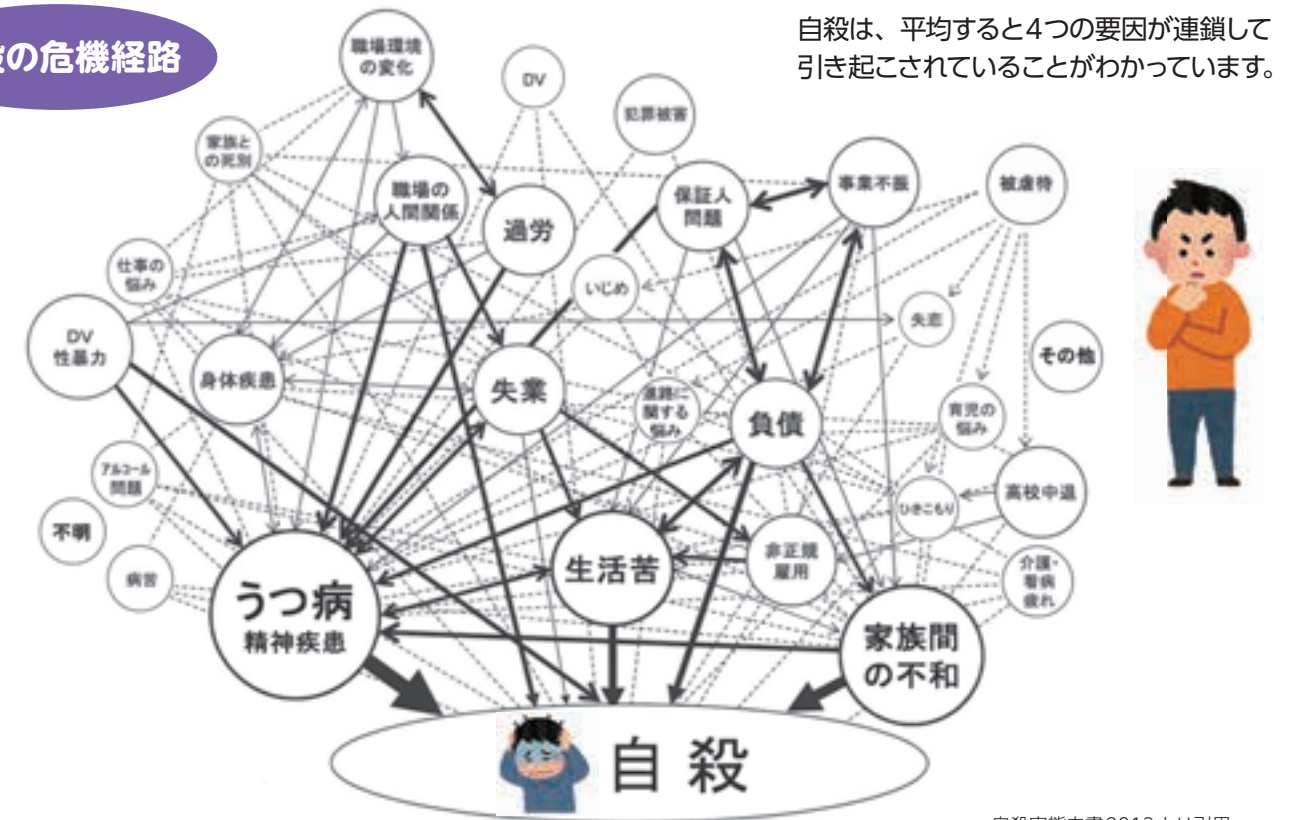 の危機経路
自殺は、平均すると4つの要因が連鎖して
引き起こされていることがわかっています。
職場環境
の変化
DV
犯罪被害
家族と
の死別
職場の
人間関係
過労
保証人
問題
事業不振
被虐待
仕事の
悩み
いじめ
失恋
DV
性暴力
その他
身体疾患
失業
進路に
関する
悩み
負債
育児の
悩み
アルコール
問題
高校中退
ひきこもり
不明
病苦
うつ病
精神疾患
生活苦
非正規
雇用
介護・
看病
疲れ
家族間
の不和
自殺